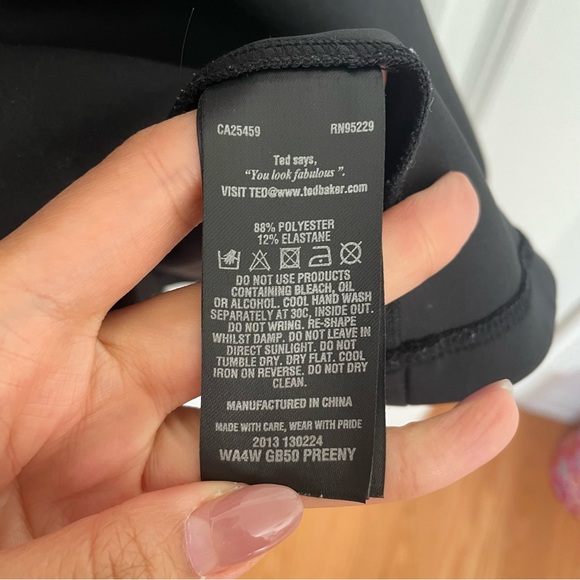 CA25459 RN95229
Ted says,
"You look fabulous".
VISIT TED@www.tedbaker.com
88% POLYESTER
12% ELASTANE
DO NOT USE PRODUCTS
CONTAINING BLEACH, OIL
OR ALCOHOL. COOL HAND WASH
SEPARATELY AT 30C, INSIDE OUT.
DO NOT WRING. RE-SHAPE
WHILST DAMP. DO NOT LEAVE IN
DIRECT SUNLIGHT. DO NOT
TUMBLE DRY. DRY FLAT. COOL
IRON ON REVERSE. DO NOT DRY
CLEAN.
MANUFACTURED IN CHINA
MADE WITH CARE, WEAR WITH PRIDE
2013 130224
WA4W GB50 PREENY